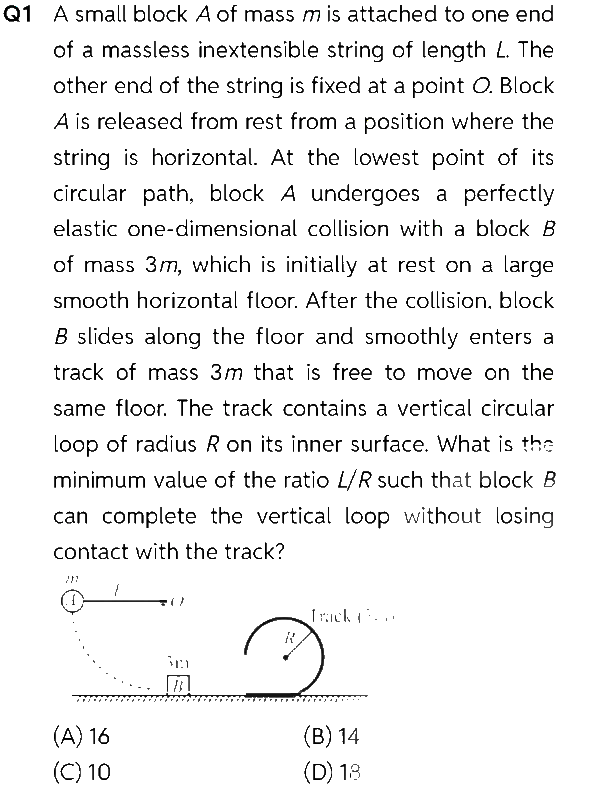 Q1 A small block A of mass m is attached to one end
of a massless inextensible string of length L. The
other end of the string is fixed at a point O. Block
A is released from rest from a position where the
string is horizontal. At the lowest point of its
circular path, block A undergoes a perfectly
elastic one-dimensional collision with a block B
of mass 3m, which is initially at rest on a large
smooth horizontal floor. After the collision, block
B slides along the floor and smoothly enters a
track of mass 3m that is free to move on the
same floor. The track contains a vertical circular
loop of radius R on its inner surface. What is the
minimum value of the ratio L/R such that block B
can complete the vertical loop without losing
contact with the track?
m
A
O
Track
R
3m
B
(A) 16
(B) 14
(C) 10
(D) 18